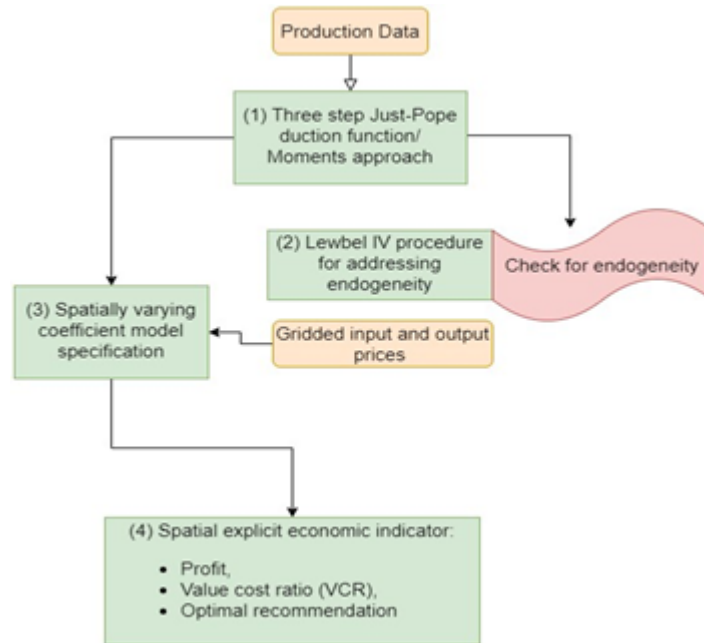 Production Data
(1) Three step Just-Pope
duction function/
Moments approach
(2) Lewbel IV procedure
for addressing
endogeneity
Check for endogeneity
(3) Spatially varying
coefficient model
specification
Gridded input and output
prices
(4) Spatial explicit economic indicator:
• Profit,
• Value cost ratio (VCR),
• Optimal recommendation